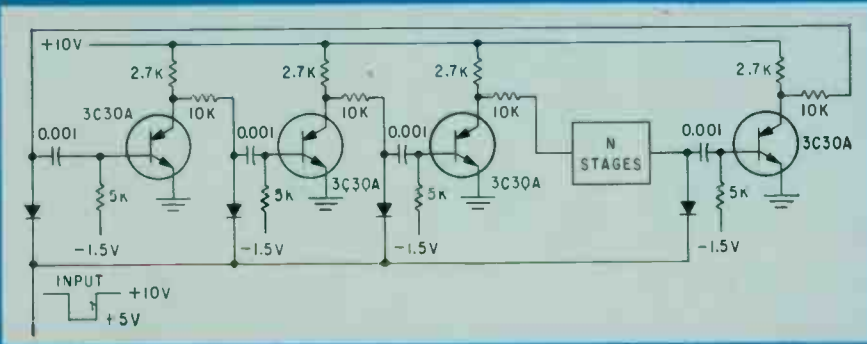 +10V
2.7K
2.7K
2.7K
2.7K
3C30A
10K
10K
10K
10K
0.001
0.001
0.001
0.001
3C30A
3C30A
3C30A
N
STAGES
5K
5K
5K
5K
-1.5V
-1.5V
-1.5V
-1.5V
INPUT
+10V
+5V